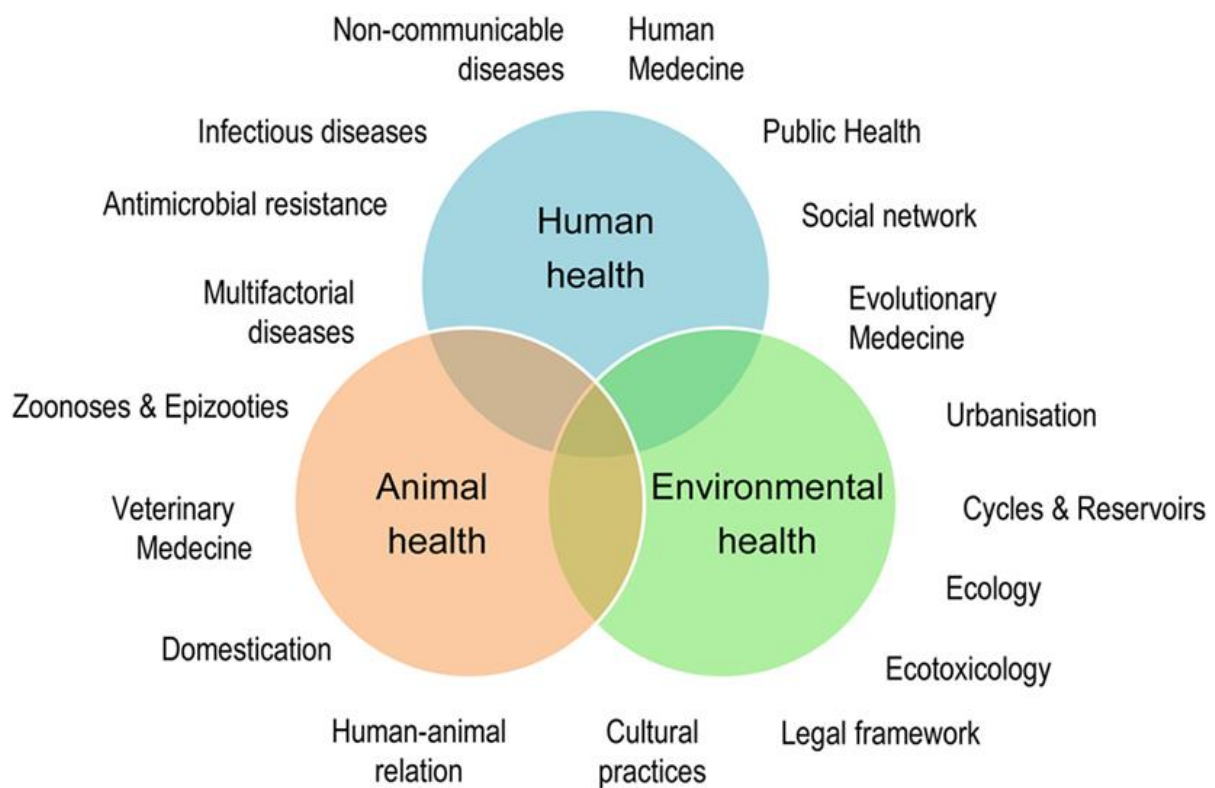 Non-communicable
diseases
Human
Medecine
Infectious diseases
Public Health
Antimicrobial resistance
Social network
Human
health
Multifactorial
diseases
Evolutionary
Medecine
Zoonoses & Epizooties
Urbanisation
Animal
health
Environmental
health
Veterinary
Medecine
Cycles & Reservoirs
Ecology
Domestication
Ecotoxicology
Human-animal
relation
Cultural
practices
Legal framework